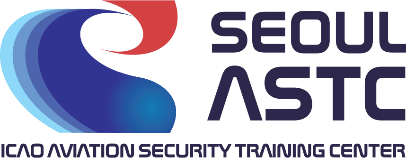 SEOUL
ASTC
ICAO AVIATION SECURITY TRAINING CENTER